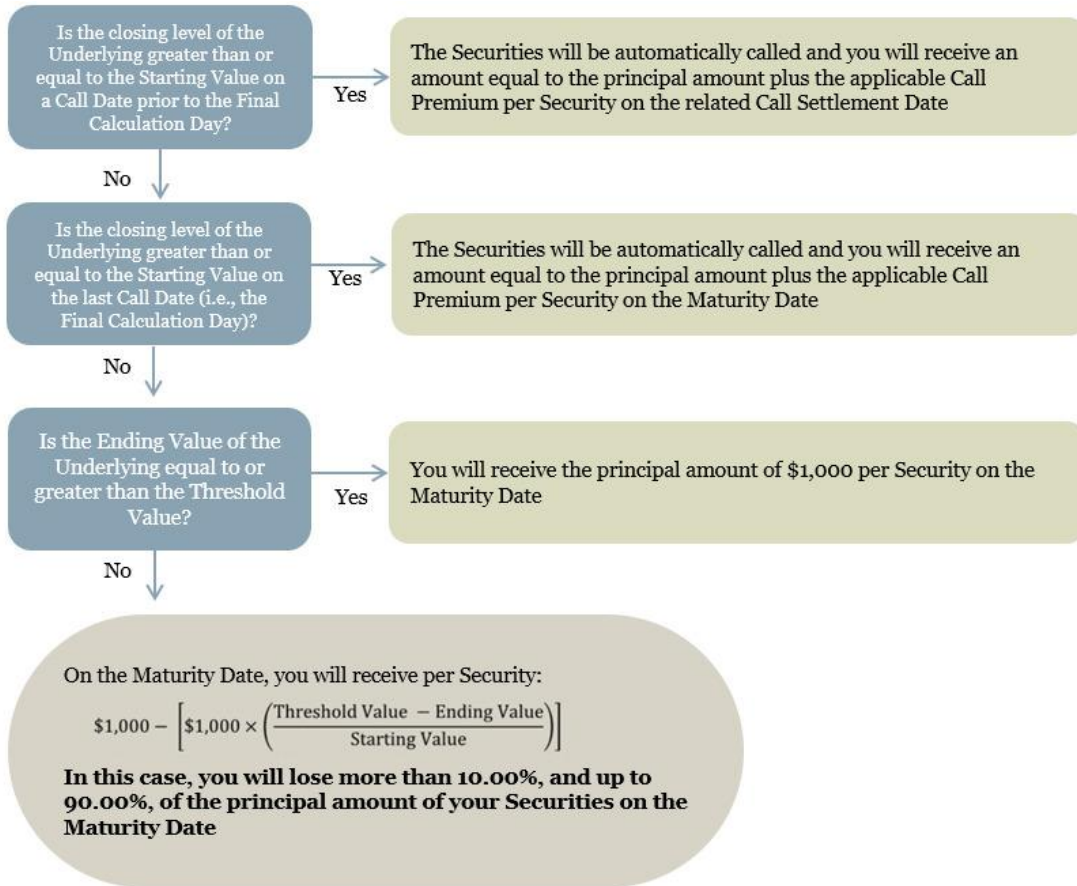 Is the closing level of the
Underlying greater than or
equal to the Starting Value on
a Call Date prior to the Final
Calculation Day?
Yes
The Securities will be automatically called and you will receive an
amount equal to the principal amount plus the applicable Call
Premium per Security on the related Call Settlement Date
No
Is the closing level of the
Underlying greater than or
equal to the Starting Value on
the last Call Date (i.e., the
Final Calculation Day)?
Yes
The Securities will be automatically called and you will receive an
amount equal to the principal amount plus the applicable Call
Premium per Security on the Maturity Date
No
Is the Ending Value of the
Underlying equal to or
greater than the Threshold
Value?
Yes
You will receive the principal amount of $1,000 per Security on the
Maturity Date
No
On the Maturity Date, you will receive per Security:
$1,000 − [$1,000 × (Threshold Value − Ending Value / Starting Value)]
In this case, you will lose more than 10.00%, and up to
90.00%, of the principal amount of your Securities on the
Maturity Date